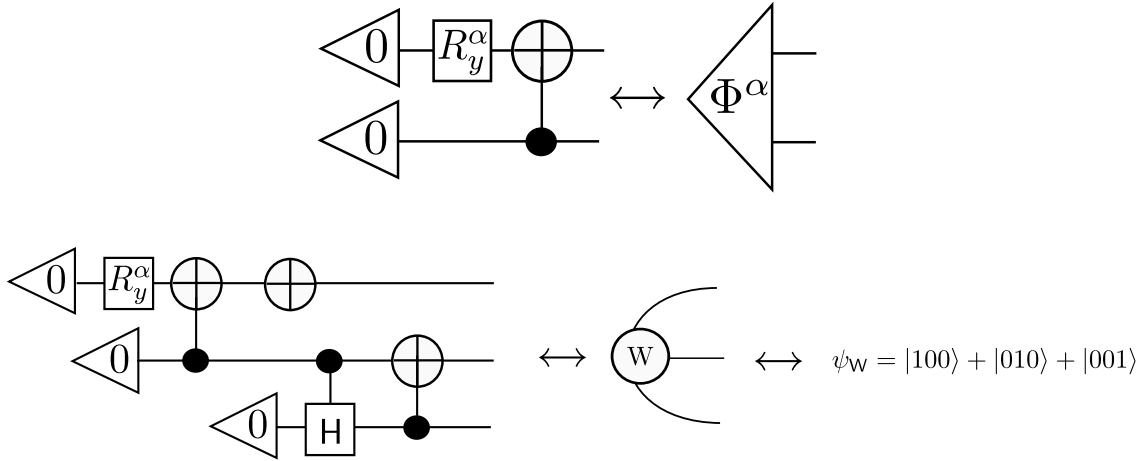 0 R_y^α
Φ^α
0
0 R_y^α
0
W
ψ_W = |100⟩ + |010⟩ + |001⟩
0 H